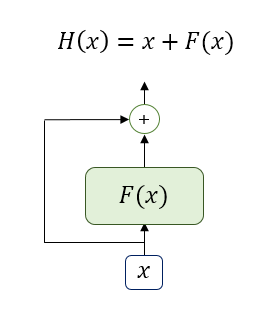 H(x) = x + F(x)
+
F(x)
x